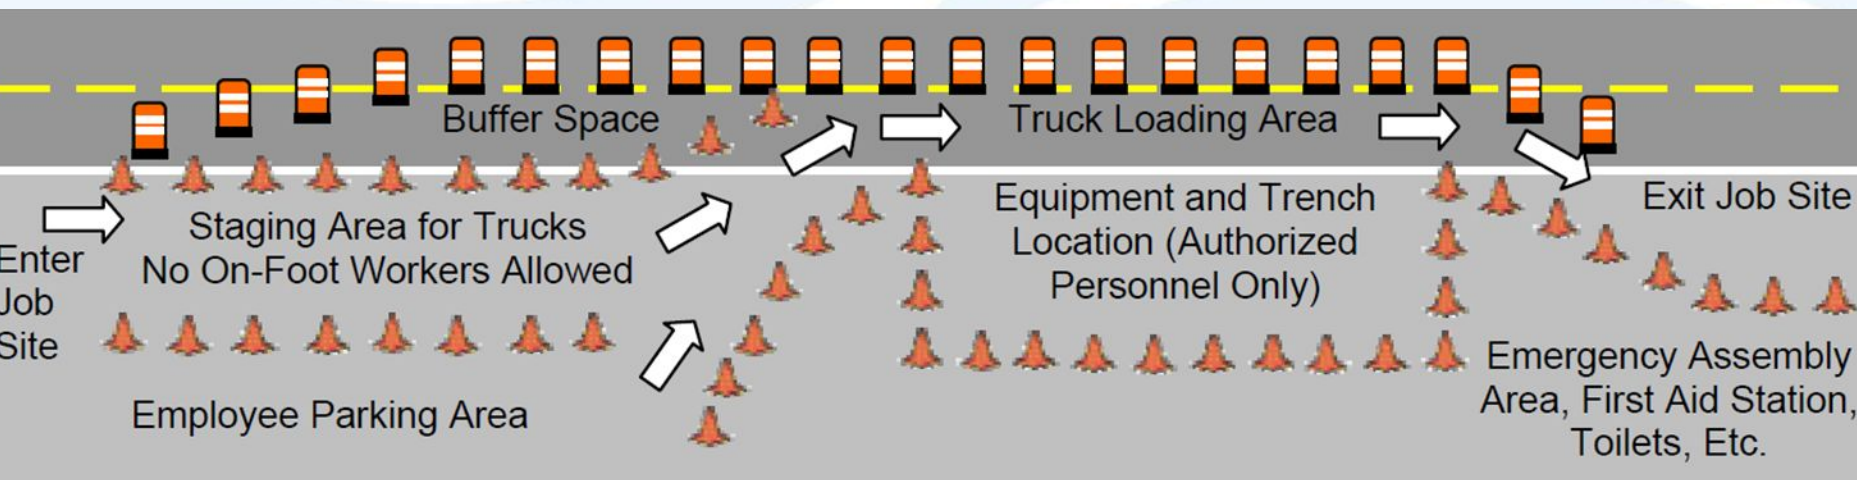 Buffer Space
Truck Loading Area
Enter
Job
Site
Staging Area for Trucks
No On-Foot Workers Allowed
Equipment and Trench
Location (Authorized
Personnel Only)
Exit Job Site
Employee Parking Area
Emergency Assembly
Area, First Aid Station,
Toilets, Etc.